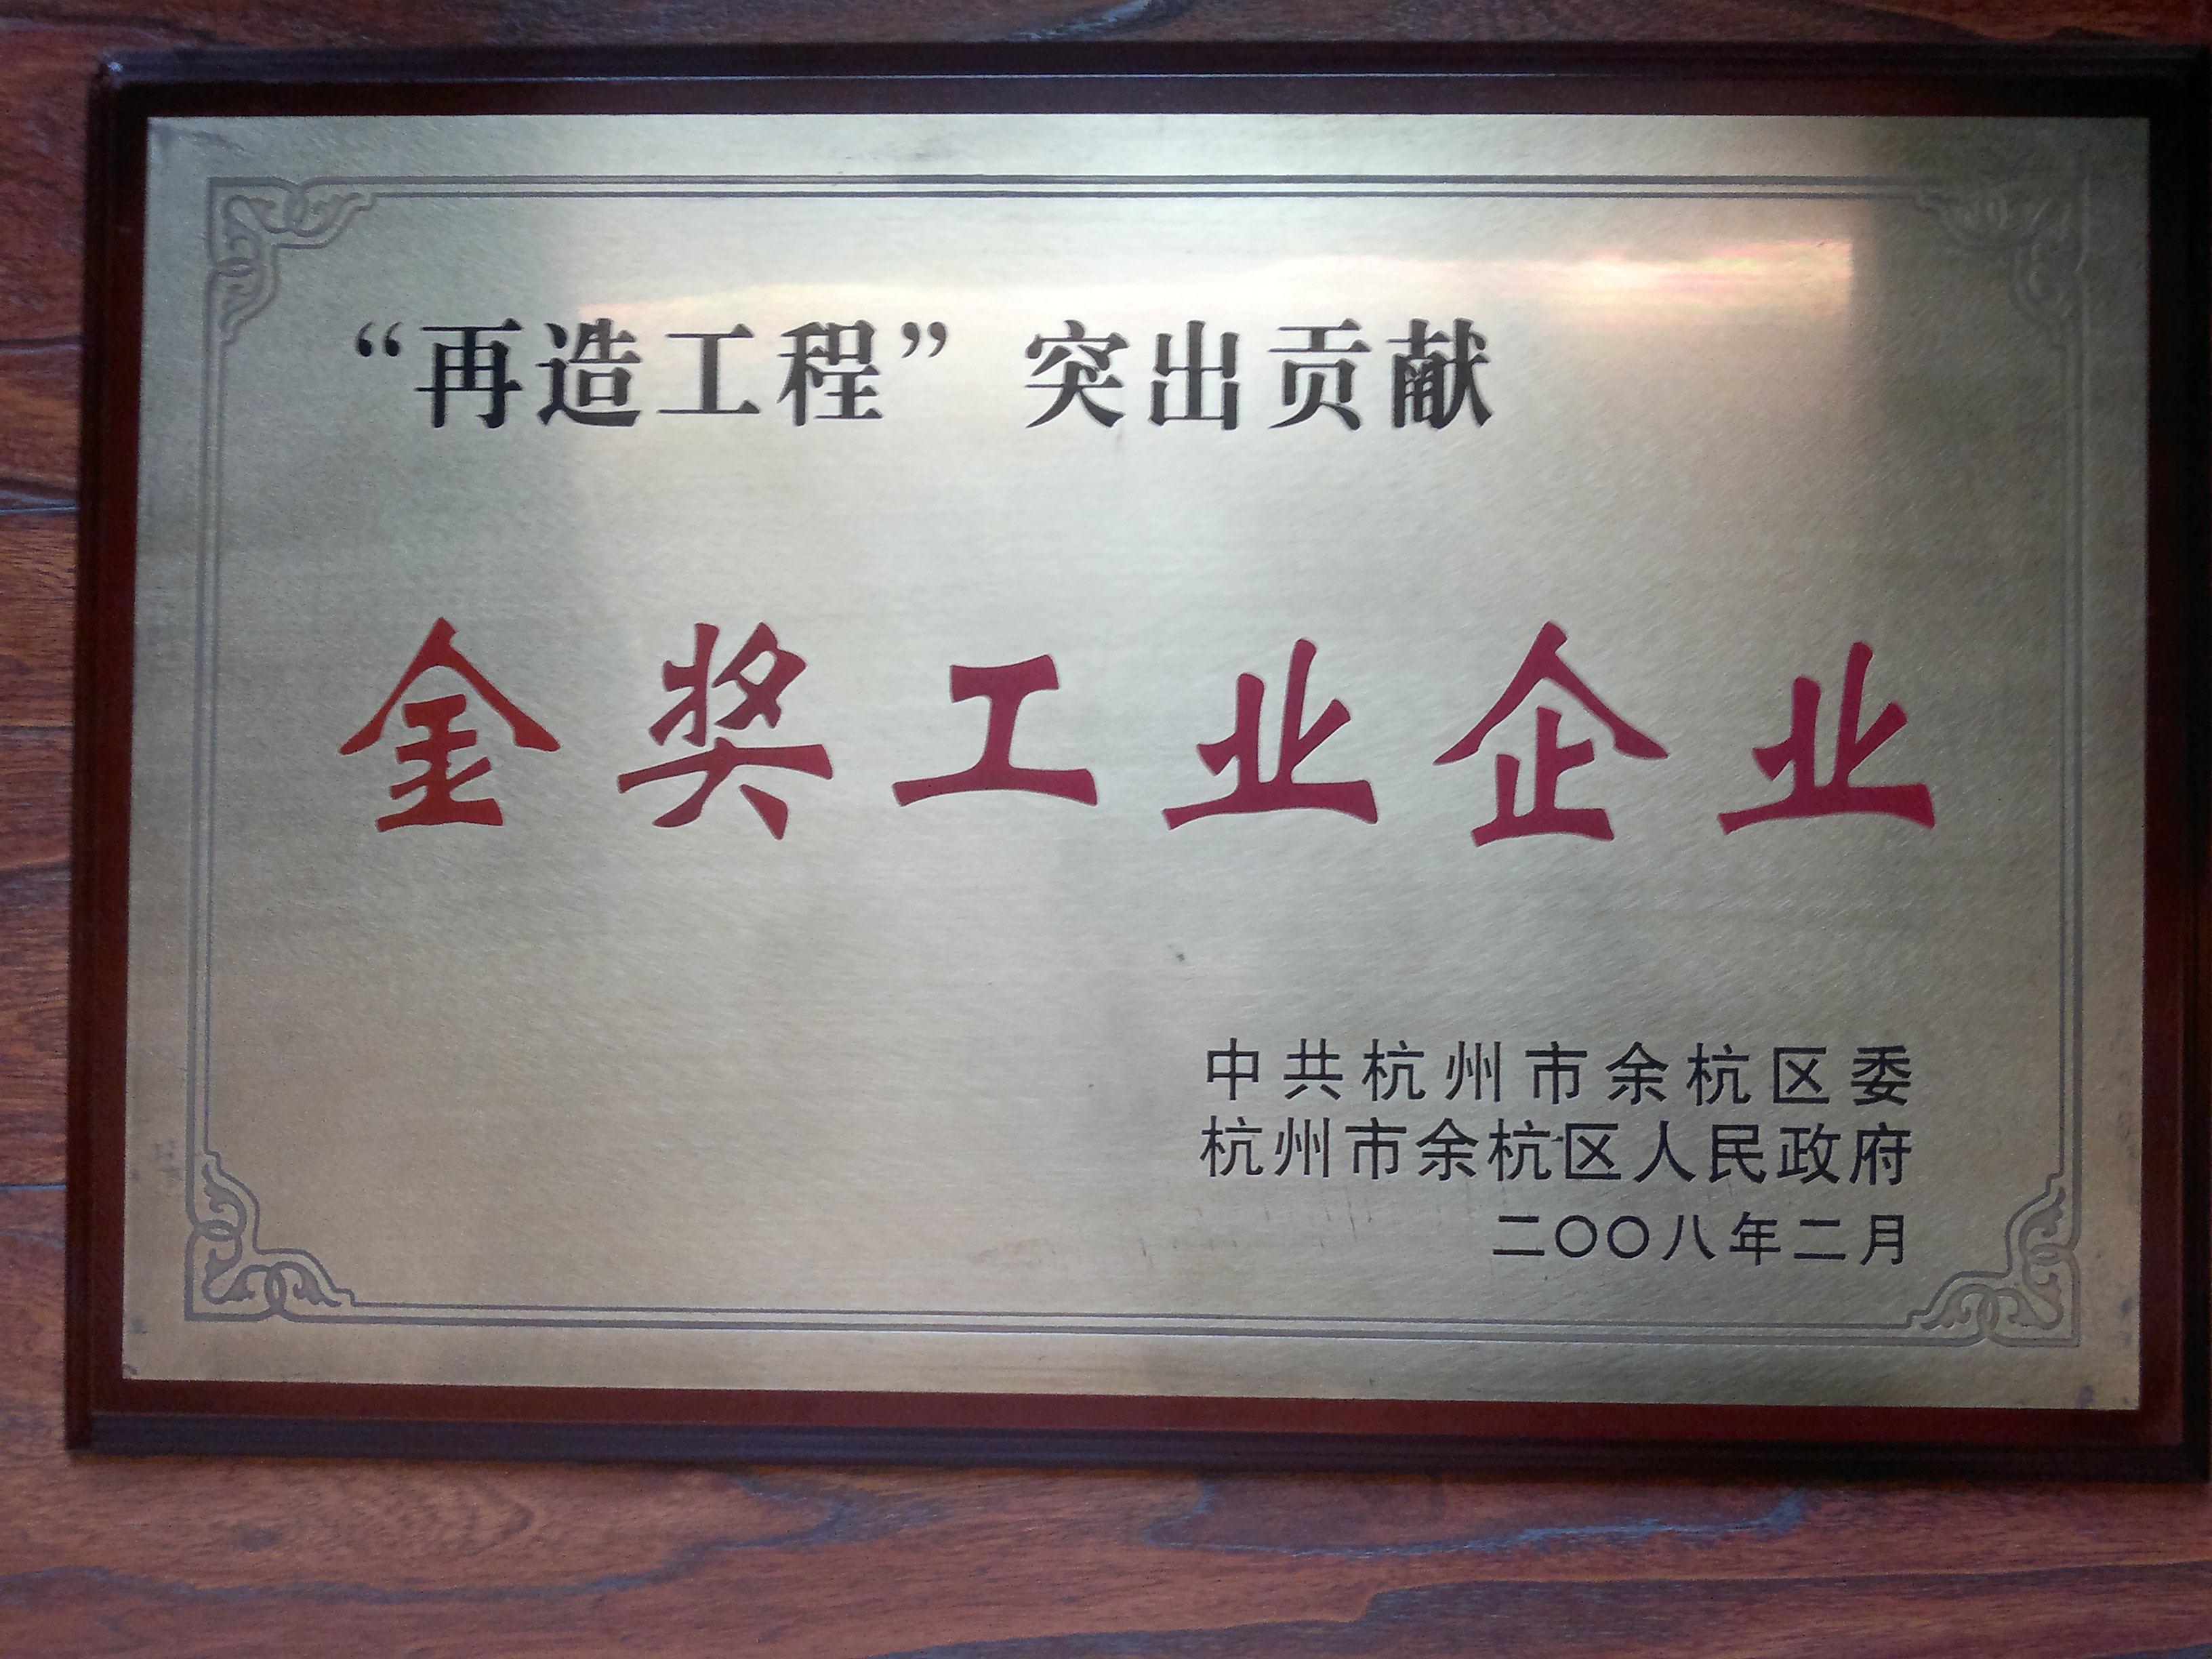 “再造工程”突出贡献
金奖工业企业
中共杭州市余杭区委
杭州市余杭区人民政府
二〇〇八年二月